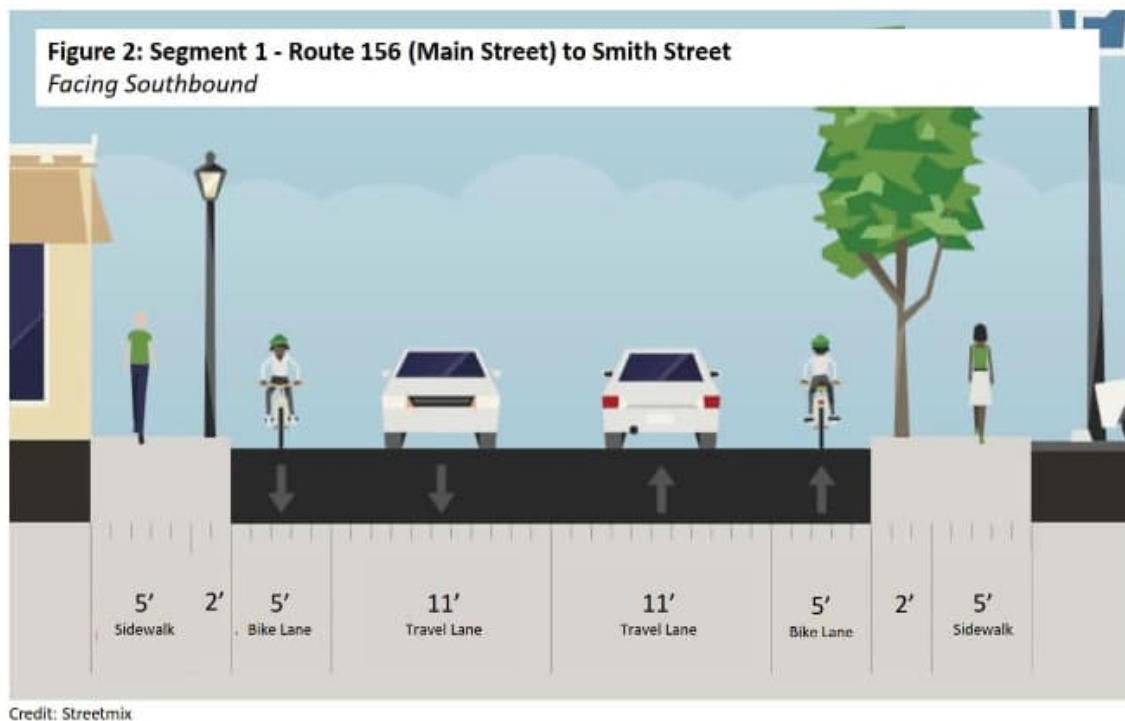 Figure 2: Segment 1 - Route 156 (Main Street) to Smith Street
Facing Southbound
5’ 2’ 5’ 11’ 11’ 5’ 2’ 5’
Sidewalk Bike Lane Travel Lane Travel Lane Bike Lane Sidewalk
Credit: Streetmix